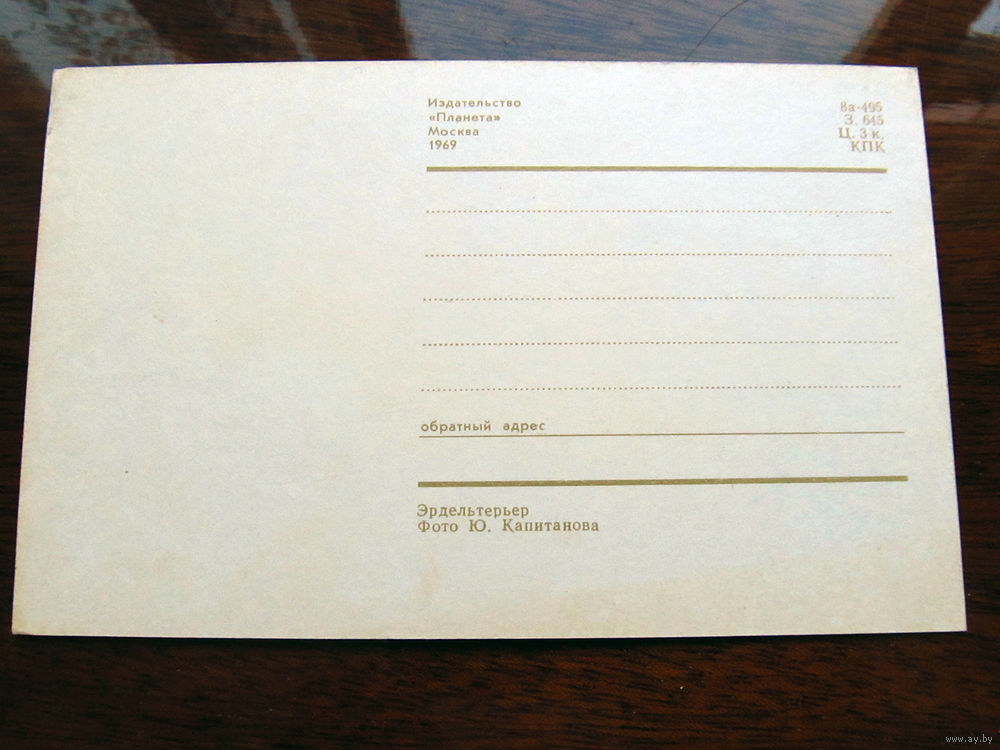 Издательство
«Планета»
Москва
1969
8а-495
З. 645
Ц. 3 к.
КПК
обратный адрес
Эрдельтерьер
Фото Ю. Капитанова
www.ay.by